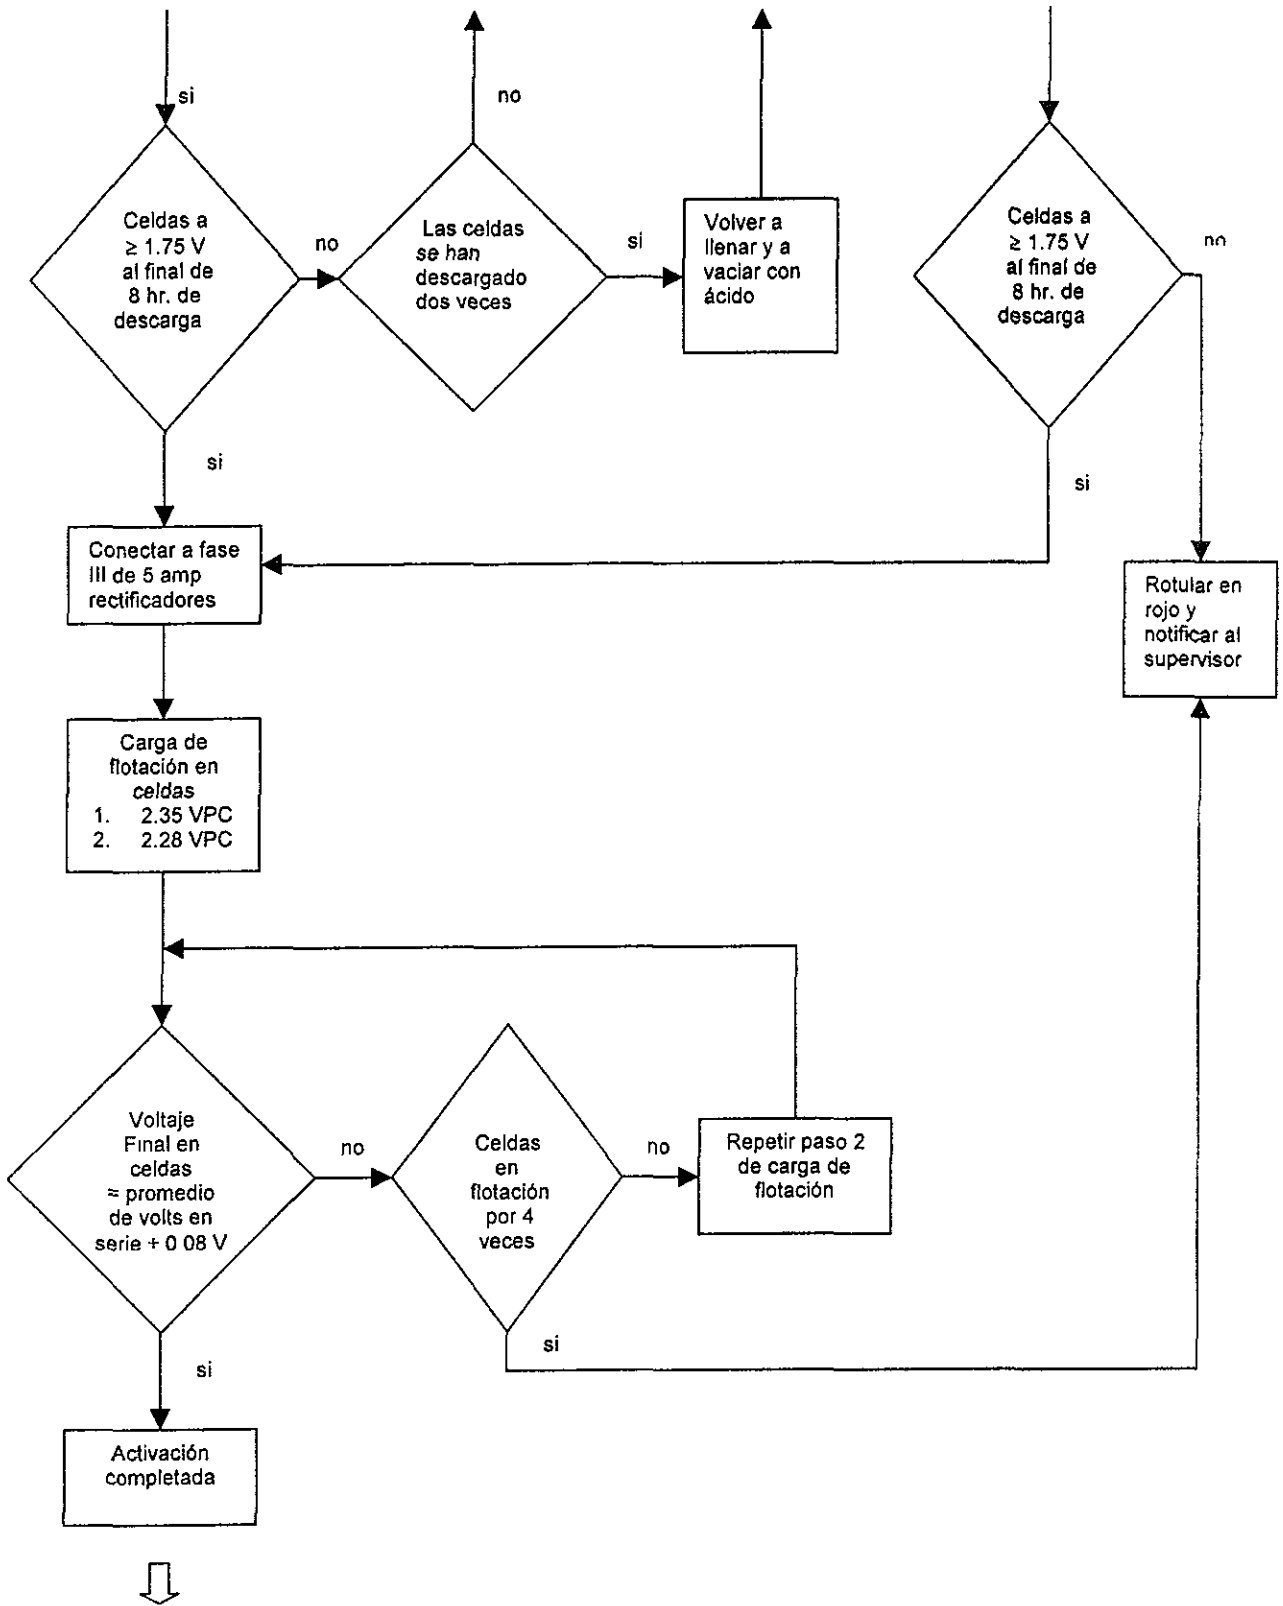 si
no
Celdas a
≥ 1.75 V
al final de
8 hr. de
descarga
no
Las celdas
se han
descargado
dos veces
si
Volver a
llenar y a
vaciar con
ácido
Celdas a
≥ 1.75 V
al final de
8 hr. de
descarga
no
si
si
Conectar a fase
III de 5 amp
rectificadores
Rotular en
rojo y
notificar al
supervisor
Carga de
flotación en
celdas
1. 2.35 VPC
2. 2.28 VPC
Voltaje
Final en
celdas
= promedio
de volts en
serie + 0 08 V
no
Celdas
en
flotación
por 4
veces
no
Repetir paso 2
de carga de
flotación
si
si
Activación
completada